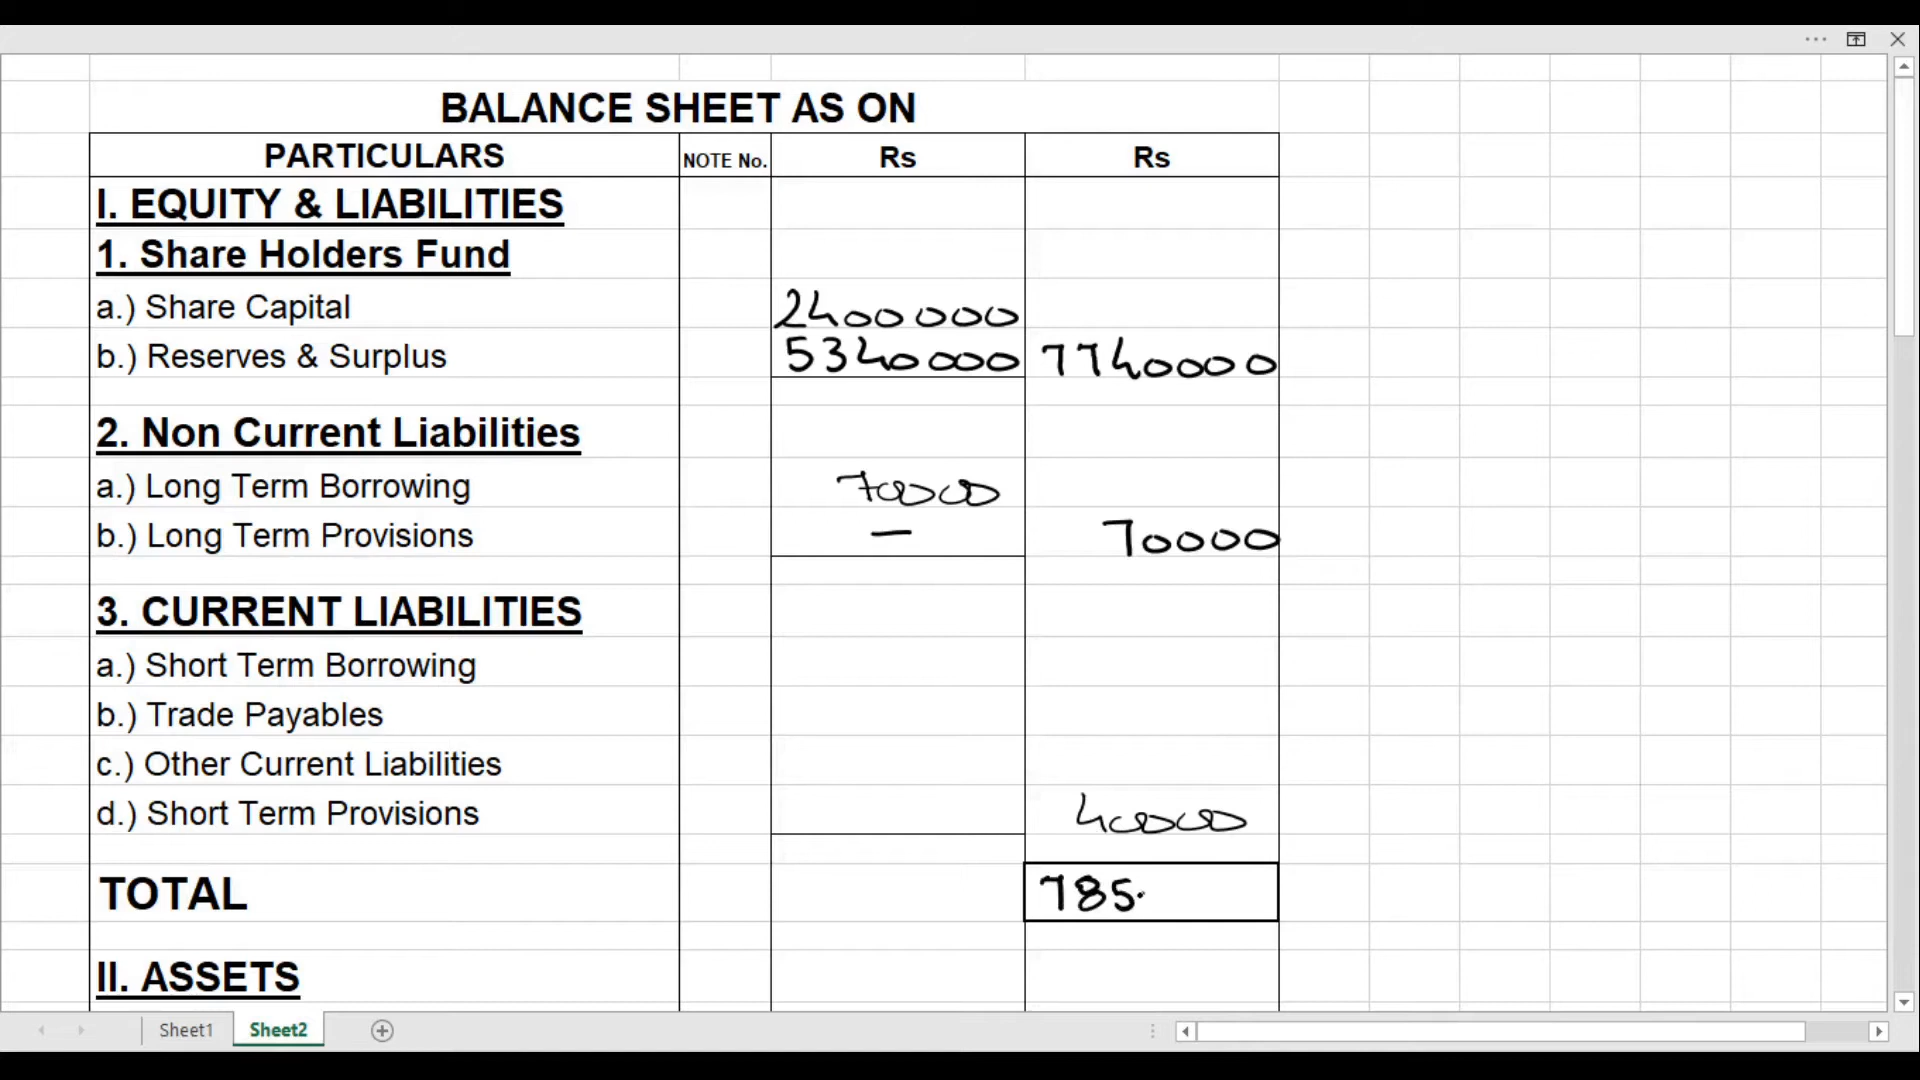 BALANCE SHEET AS ON
PARTICULARS NOTE No. Rs Rs
I. EQUITY & LIABILITIES
1. Share Holders Fund
a.) Share Capital 2400000
b.) Reserves & Surplus 5340000 7740000
2. Non Current Liabilities
a.) Long Term Borrowing 70000
b.) Long Term Provisions — 70000
3. CURRENT LIABILITIES
a.) Short Term Borrowing
b.) Trade Payables
c.) Other Current Liabilities
d.) Short Term Provisions 40000
TOTAL 785
II. ASSETS
Sheet1 Sheet2